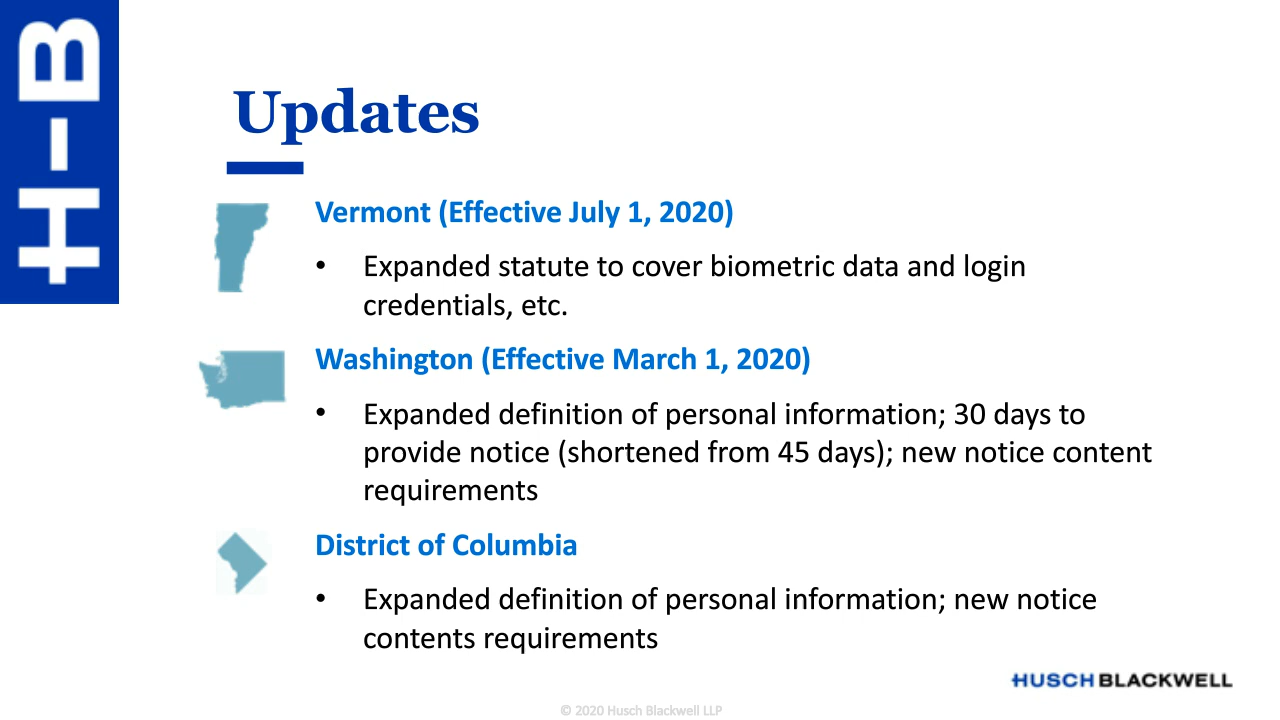 H-B
Updates
Vermont (Effective July 1, 2020)
• Expanded statute to cover biometric data and login
credentials, etc.
Washington (Effective March 1, 2020)
• Expanded definition of personal information; 30 days to
provide notice (shortened from 45 days); new notice content
requirements
District of Columbia
• Expanded definition of personal information; new notice
contents requirements
HUSCH BLACKWELL
© 2020 Husch Blackwell LLP